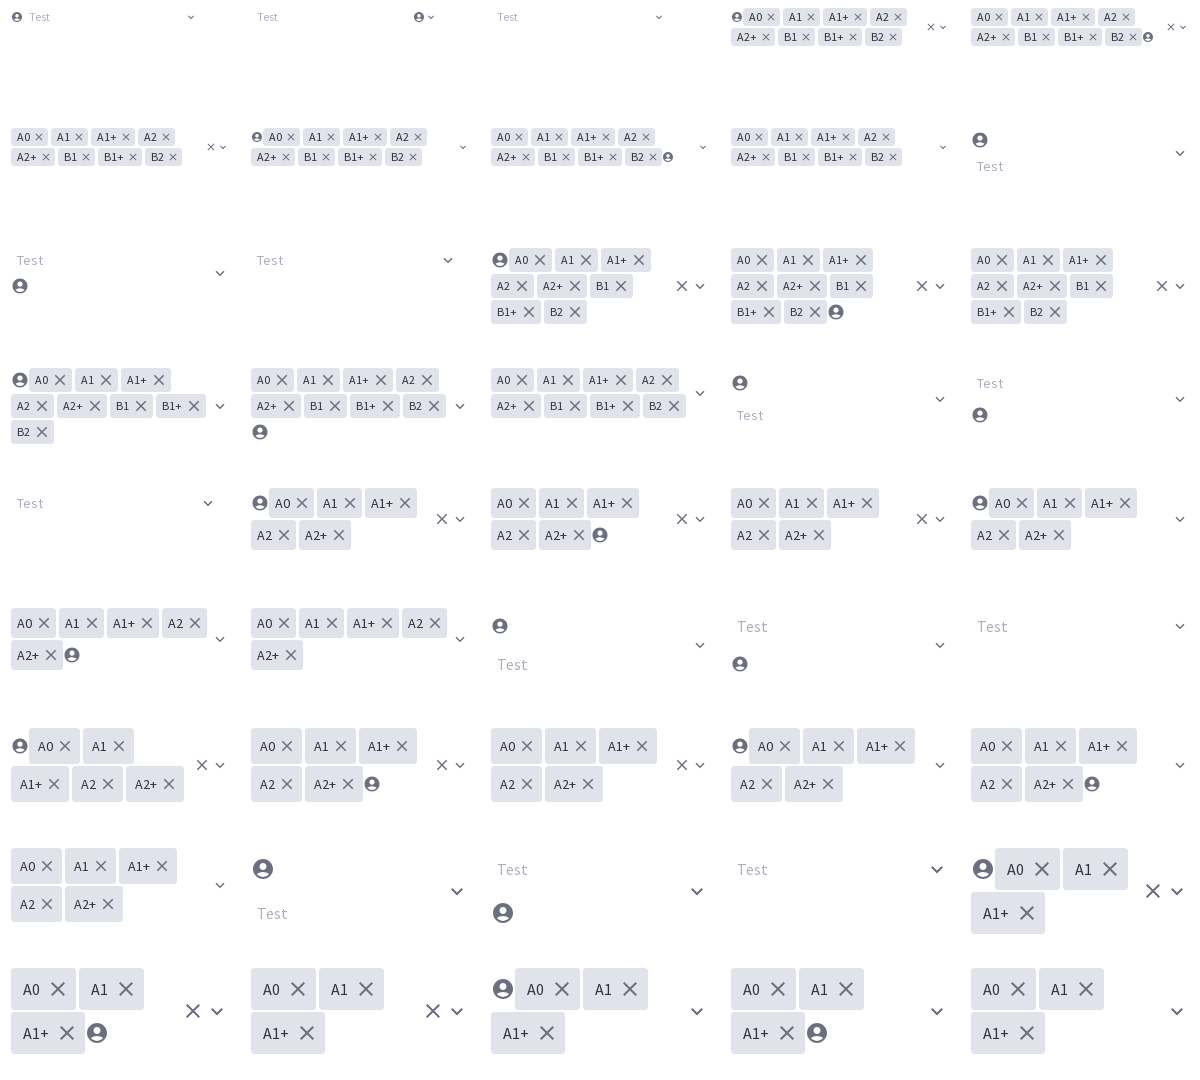 Test Test Test A0 A1 A1+ A2 A0 A1 A1+ A2
A2+ B1 B1+ B2 A2+ B1 B1+ B2
A0 A1 A1+ A2 A0 A1 A1+ A2 A0 A1 A1+ A2 A0 A1 A1+ A2
A2+ B1 B1+ B2 A2+ B1 B1+ B2 A2+ B1 B1+ B2 A2+ B1 B1+ B2 Test
Test Test A0 A1 A1+ A0 A1 A1+ A0 A1 A1+
A2 A2+ B1 A2 A2+ B1 A2 A2+ B1
B1+ B2 B1+ B2 B1+ B2
A0 A1 A1+ A0 A1 A1+ A2 A0 A1 A1+ A2 Test
A2 A2+ B1 B1+ A2+ B1 B1+ B2 A2+ B1 B1+ B2 Test
B2
Test A0 A1 A1+ A0 A1 A1+ A0 A1 A1+ A0 A1 A1+
A2 A2+ A2 A2+ A2 A2+ A2 A2+
A0 A1 A1+ A2 A0 A1 A1+ A2 Test Test
A2+ A2+ Test
A0 A1 A0 A1 A1+ A0 A1 A1+ A0 A1 A1+ A0 A1 A1+
A1+ A2 A2+ A2 A2+ A2 A2+ A2 A2+ A2 A2+
A0 A1 A1+ Test Test A0 A1
A2 A2+ Test A1+
A0 A1 A0 A1 A0 A1 A0 A1 A0 A1
A1+ A1+ A1+ A1+ A1+